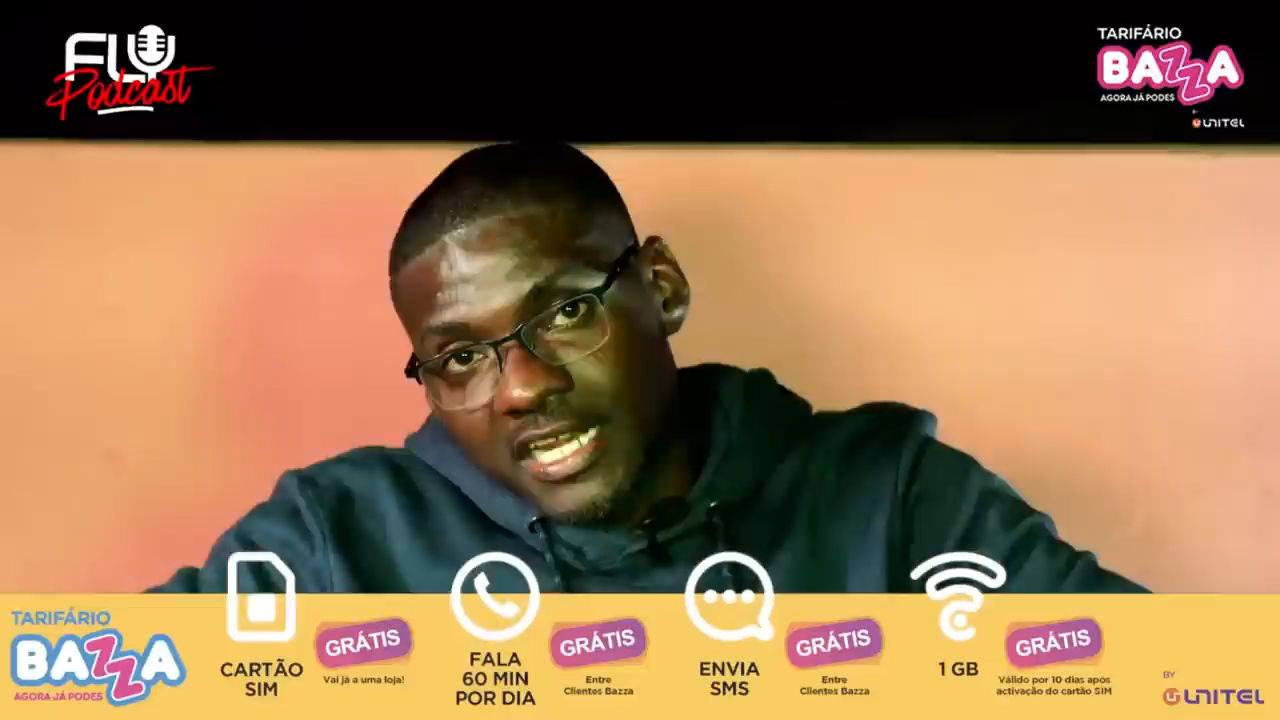 FLY
Podcast
TARIFÁRIO
BAZZA
AGORA JÁ PODES
UNITEL
TARIFÁRIO
BAZZA
AGORA JÁ PODES
CARTÃO
SIM
GRÁTIS
Vai já a uma loja!
FALA
60 MIN
POR DIA
GRÁTIS
Entre
Clientes Bazza
ENVIA
SMS
GRÁTIS
Entre
Clientes Bazza
1 GB
GRÁTIS
Válido por 10 dias após
activação do cartão SIM
BY
UNITEL